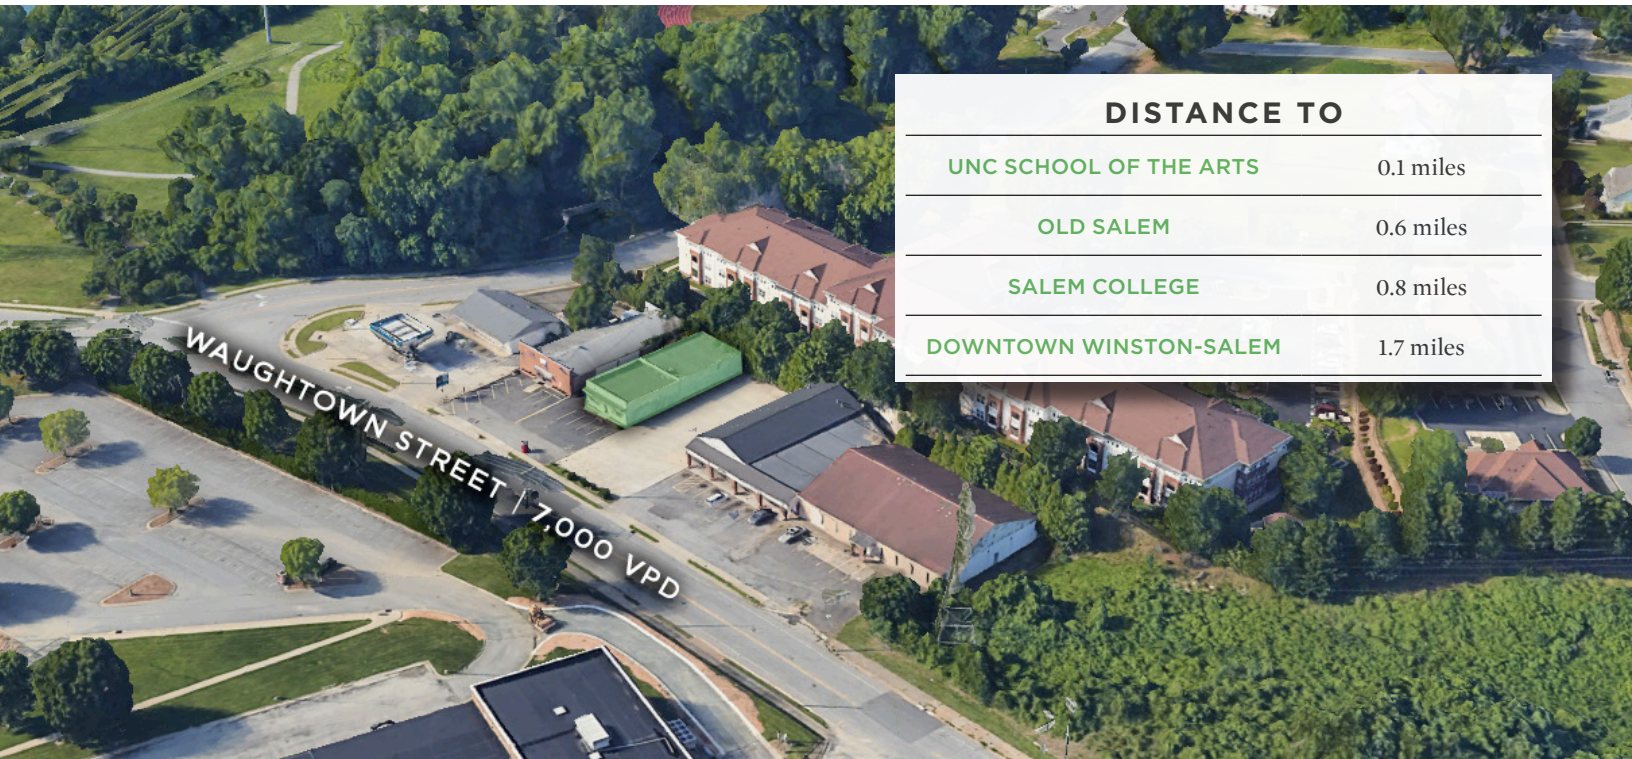 DISTANCE TO
UNC SCHOOL OF THE ARTS 0.1 miles
OLD SALEM 0.6 miles
SALEM COLLEGE 0.8 miles
DOWNTOWN WINSTON-SALEM 1.7 miles
WAUGHTOWN STREET | 7,000 VPD